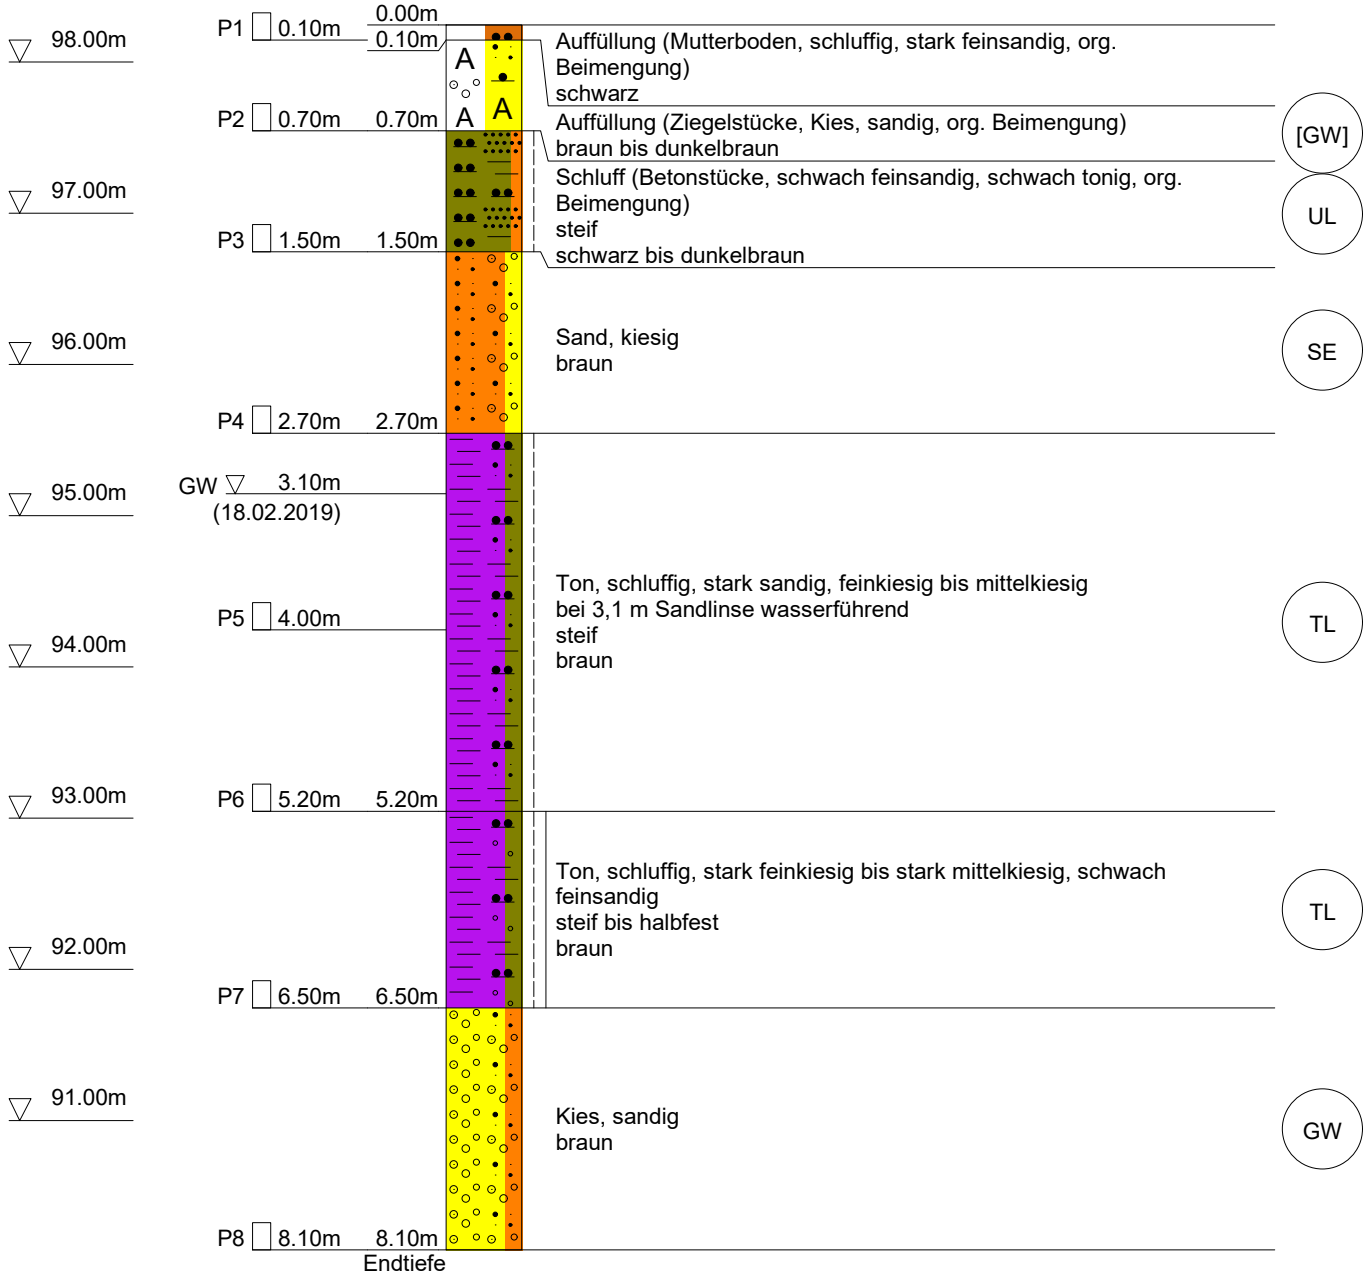 0.00m
P1 0.10m 0.10m
98.00m
A
A
A
Auffüllung (Mutterboden, schluffig, stark feinsandig, org.
Beimengung)
schwarz
P2 0.70m 0.70m
Auffüllung (Ziegelstücke, Kies, sandig, org. Beimengung)
braun bis dunkelbraun
[GW]
97.00m
Schluff (Betonstücke, schwach feinsandig, schwach tonig, org.
Beimengung)
steif
schwarz bis dunkelbraun
UL
P3 1.50m 1.50m
96.00m
Sand, kiesig
braun
SE
P4 2.70m 2.70m
95.00m
GW 3.10m
(18.02.2019)
Ton, schluffig, stark sandig, feinkiesig bis mittelkiesig
bei 3,1 m Sandlinse wasserführend
steif
braun
TL
P5 4.00m
94.00m
93.00m
P6 5.20m 5.20m
Ton, schluffig, stark feinkiesig bis stark mittelkiesig, schwach
feinsandig
steif bis halbfest
braun
TL
92.00m
P7 6.50m 6.50m
91.00m
Kies, sandig
braun
GW
P8 8.10m 8.10m
Endtiefe